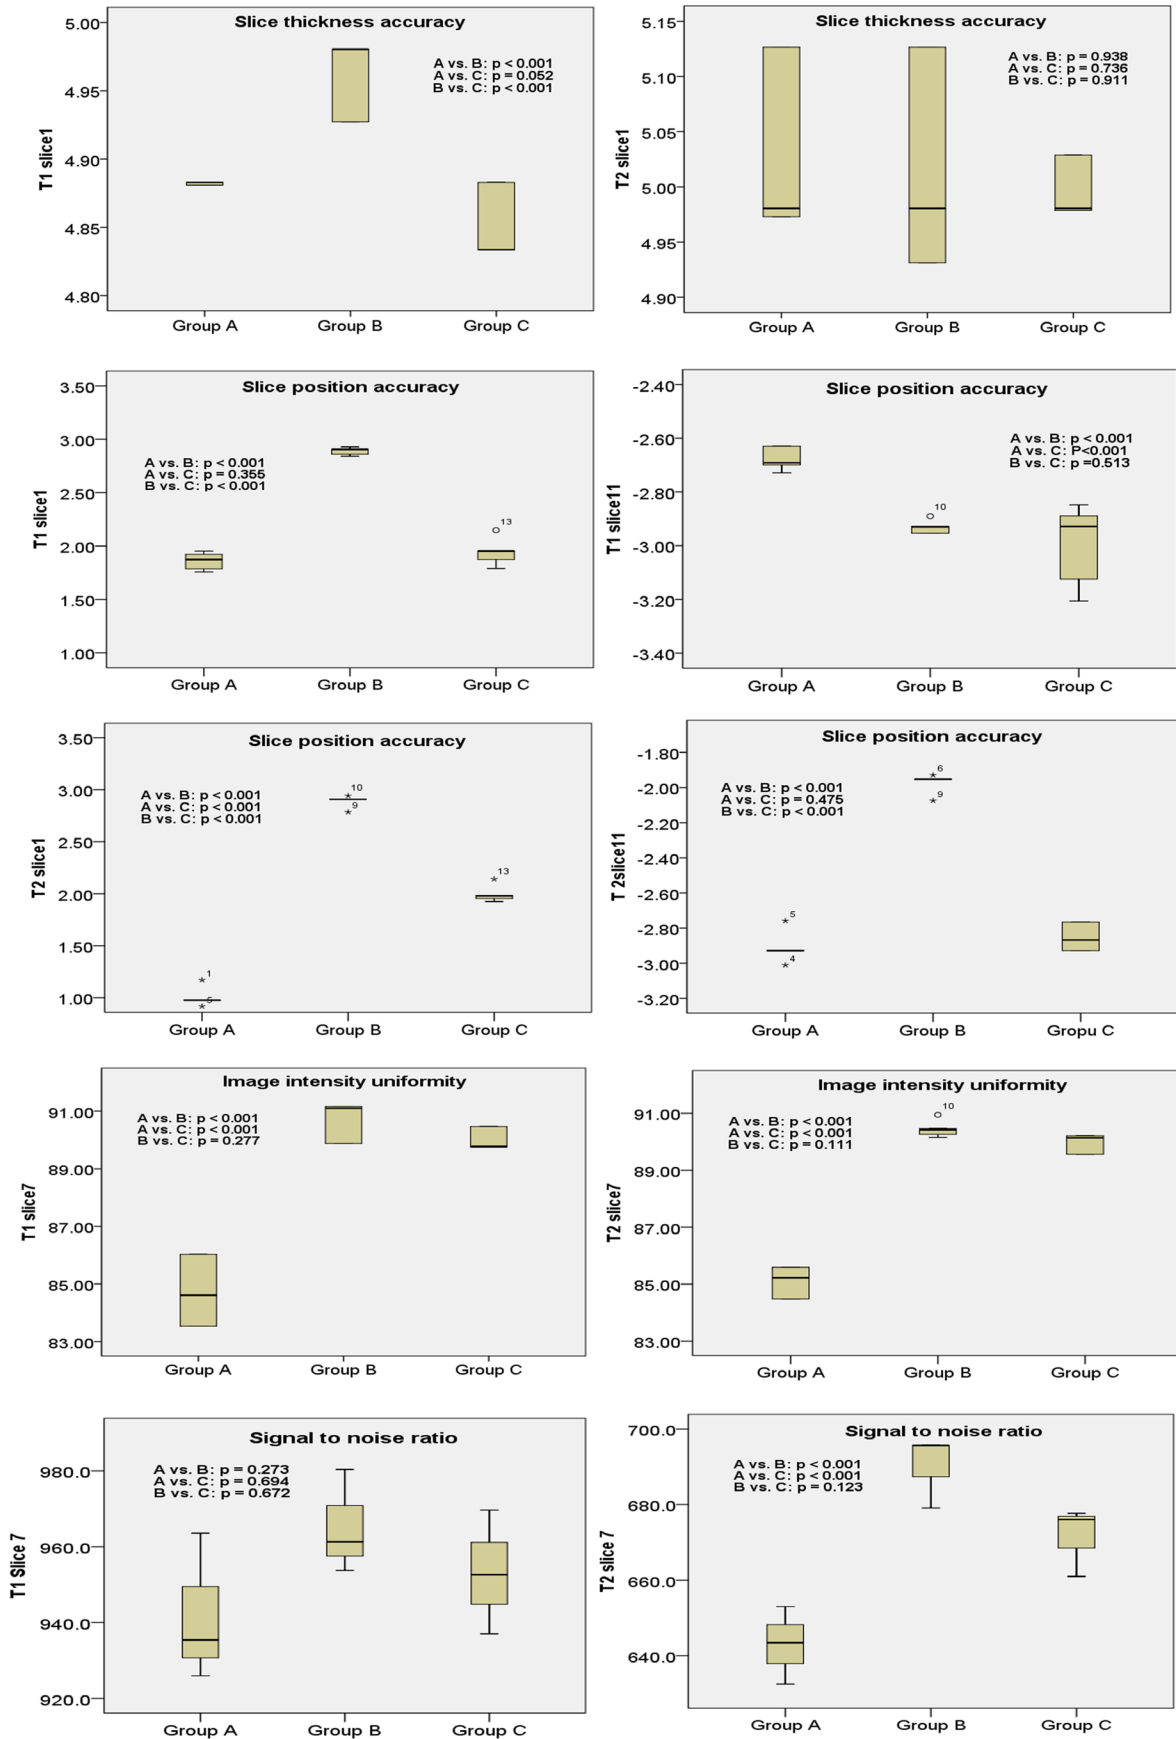 Slice thickness accuracy
A vs. B: p < 0.001
A vs. C: p = 0.052
B vs. C: p < 0.001
T1 slice1
5.00
4.95
4.90
4.85
4.80
Group A Group B Group C
Slice thickness accuracy
A vs. B: p = 0.938
A vs. C: p = 0.736
B vs. C: p = 0.911
T2 slice1
5.15
5.10
5.05
5.00
4.95
4.90
Group A Group B Group C
Slice position accuracy
A vs. B: p < 0.001
A vs. C: p = 0.355
B vs. C: p < 0.001
T1 slice1
3.50
3.00
2.50
2.00
1.50
1.00
13
Group A Group B Group C
Slice position accuracy
A vs. B: p < 0.001
A vs. C: P<0.001
B vs. C: p =0.513
T1 slice11
-2.40
-2.60
-2.80
-3.00
-3.20
-3.40
10
Group A Group B Group C
Slice position accuracy
A vs. B: p < 0.001
A vs. C: p < 0.001
B vs. C: p < 0.001
T2 slice1
3.50
3.00
2.50
2.00
1.50
1.00
1
5
10
9
13
Group A Group B Group C
Slice position accuracy
A vs. B: p < 0.001
A vs. C: p = 0.475
B vs. C: p < 0.001
T 2slice11
-1.80
-2.00
-2.20
-2.40
-2.60
-2.80
-3.00
-3.20
5
4
6
9
Group A Group B Gropu C
Image intensity uniformity
A vs. B: p < 0.001
A vs. C: p < 0.001
B vs. C: p = 0.277
T1 slice7
91.00
89.00
87.00
85.00
83.00
Group A Group B Group C
Image intensity uniformity
A vs. B: p < 0.001
A vs. C: p < 0.001
B vs. C: p = 0.111
T2 slice7
91.00
89.00
87.00
85.00
83.00
10
Group A Group B Group C
Signal to noise ratio
A vs. B: p = 0.273
A vs. C: p = 0.694
B vs. C: p = 0.672
T1 Slice 7
980.0
960.0
940.0
920.0
Group A Group B Group C
Signal to noise ratio
A vs. B: p < 0.001
A vs. C: p < 0.001
B vs. C: p = 0.123
T2 slice 7
700.0
680.0
660.0
640.0
Group A Group B Group C